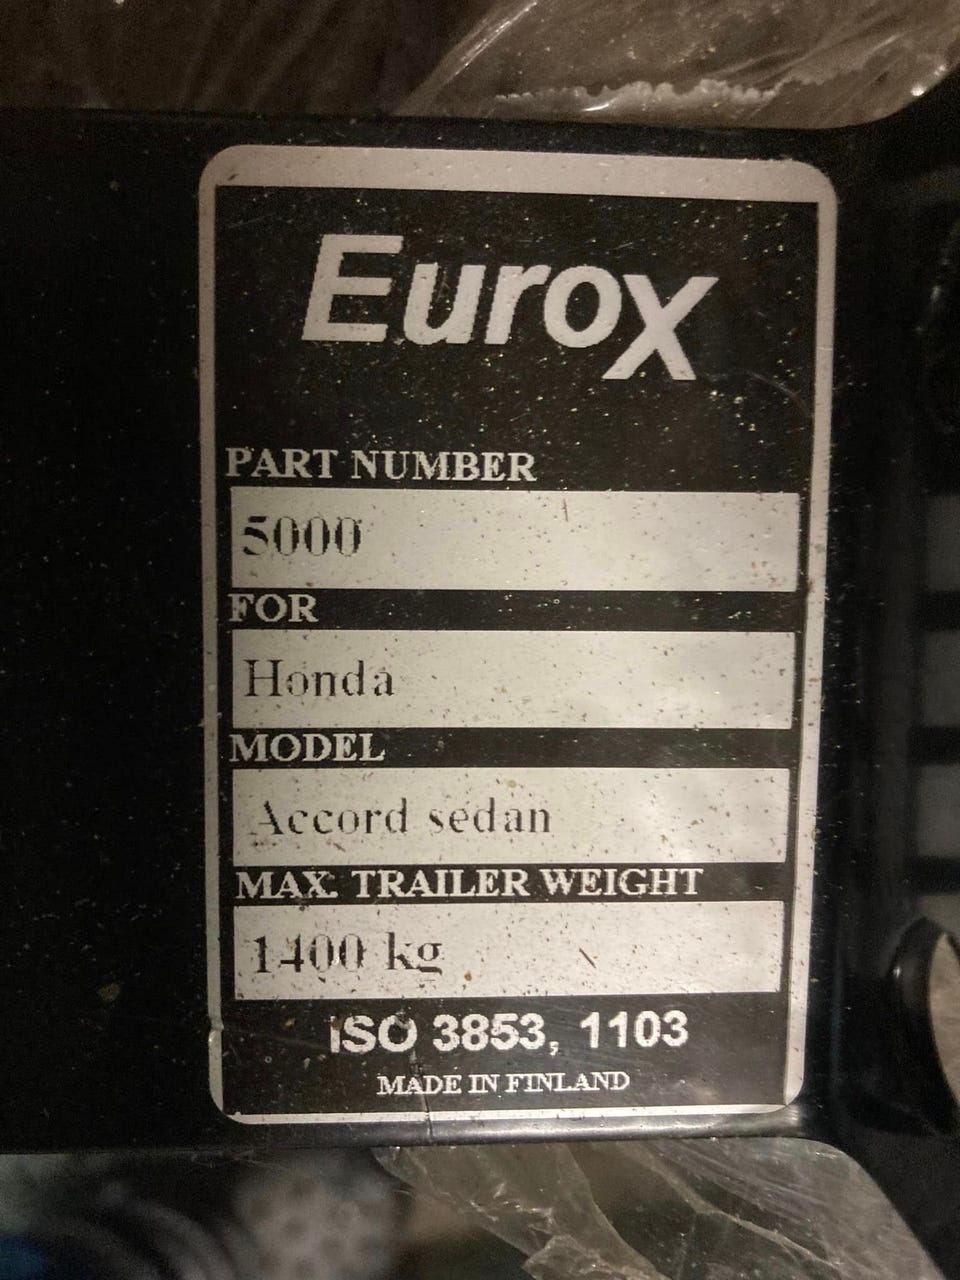 Eurox
PART NUMBER
5000
FOR
Honda
MODEL
Accord sedan
MAX. TRAILER WEIGHT
1400 kg
ISO 3853, 1103
MADE IN FINLAND